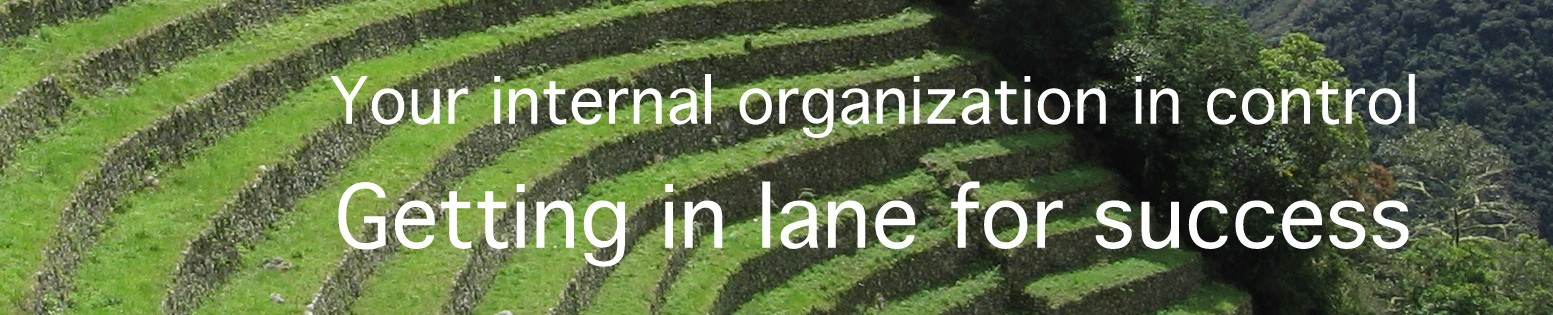 Your internal organization in control
Getting in lane for success